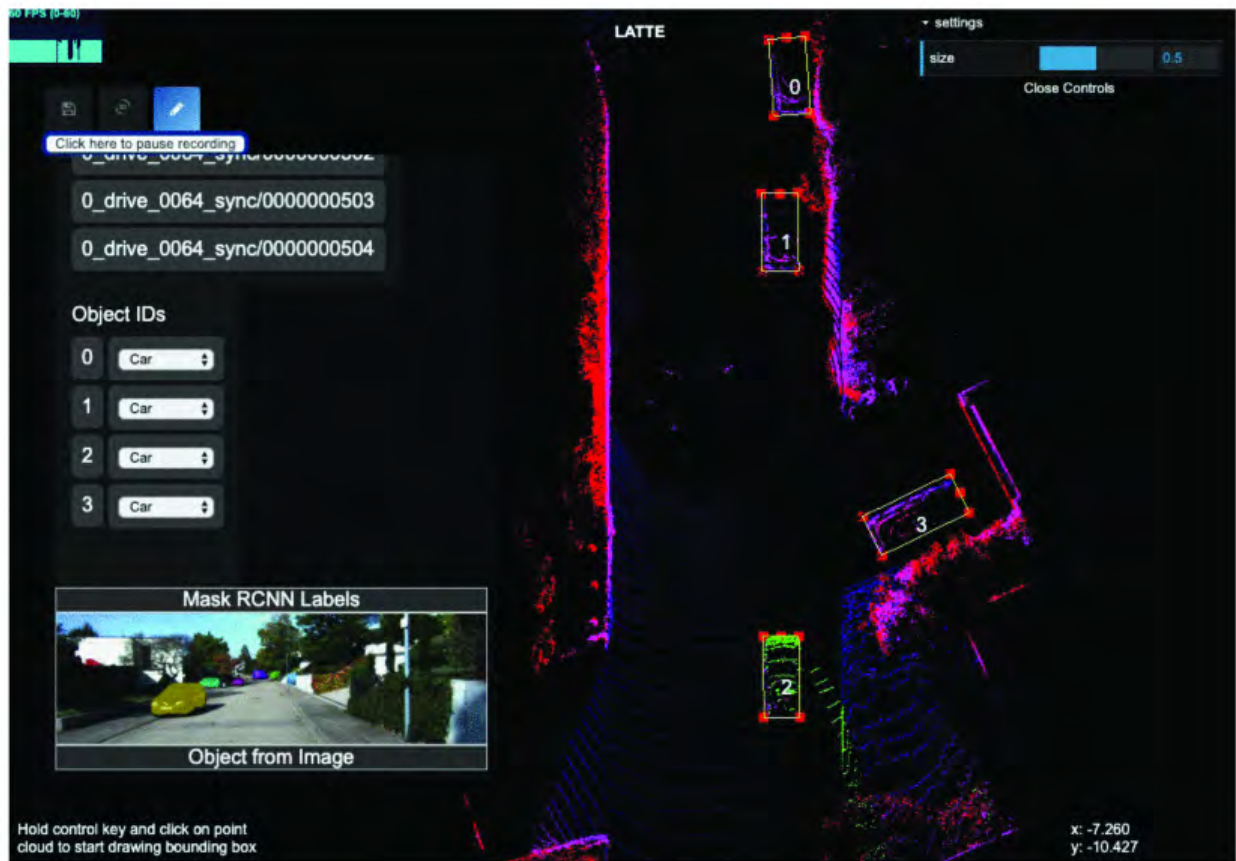 60 FPS (0-60)
LATTE
settings
size
0.5
Close Controls
Click here to pause recording
0_drive_0064_sync/0000000502
0_drive_0064_sync/0000000503
0_drive_0064_sync/0000000504
Object IDs
0 Car
1 Car
2 Car
3 Car
0
1
3
2
Mask RCNN Labels
Object from Image
Hold control key and click on point
cloud to start drawing bounding box
x: -7.260
y: -10.427